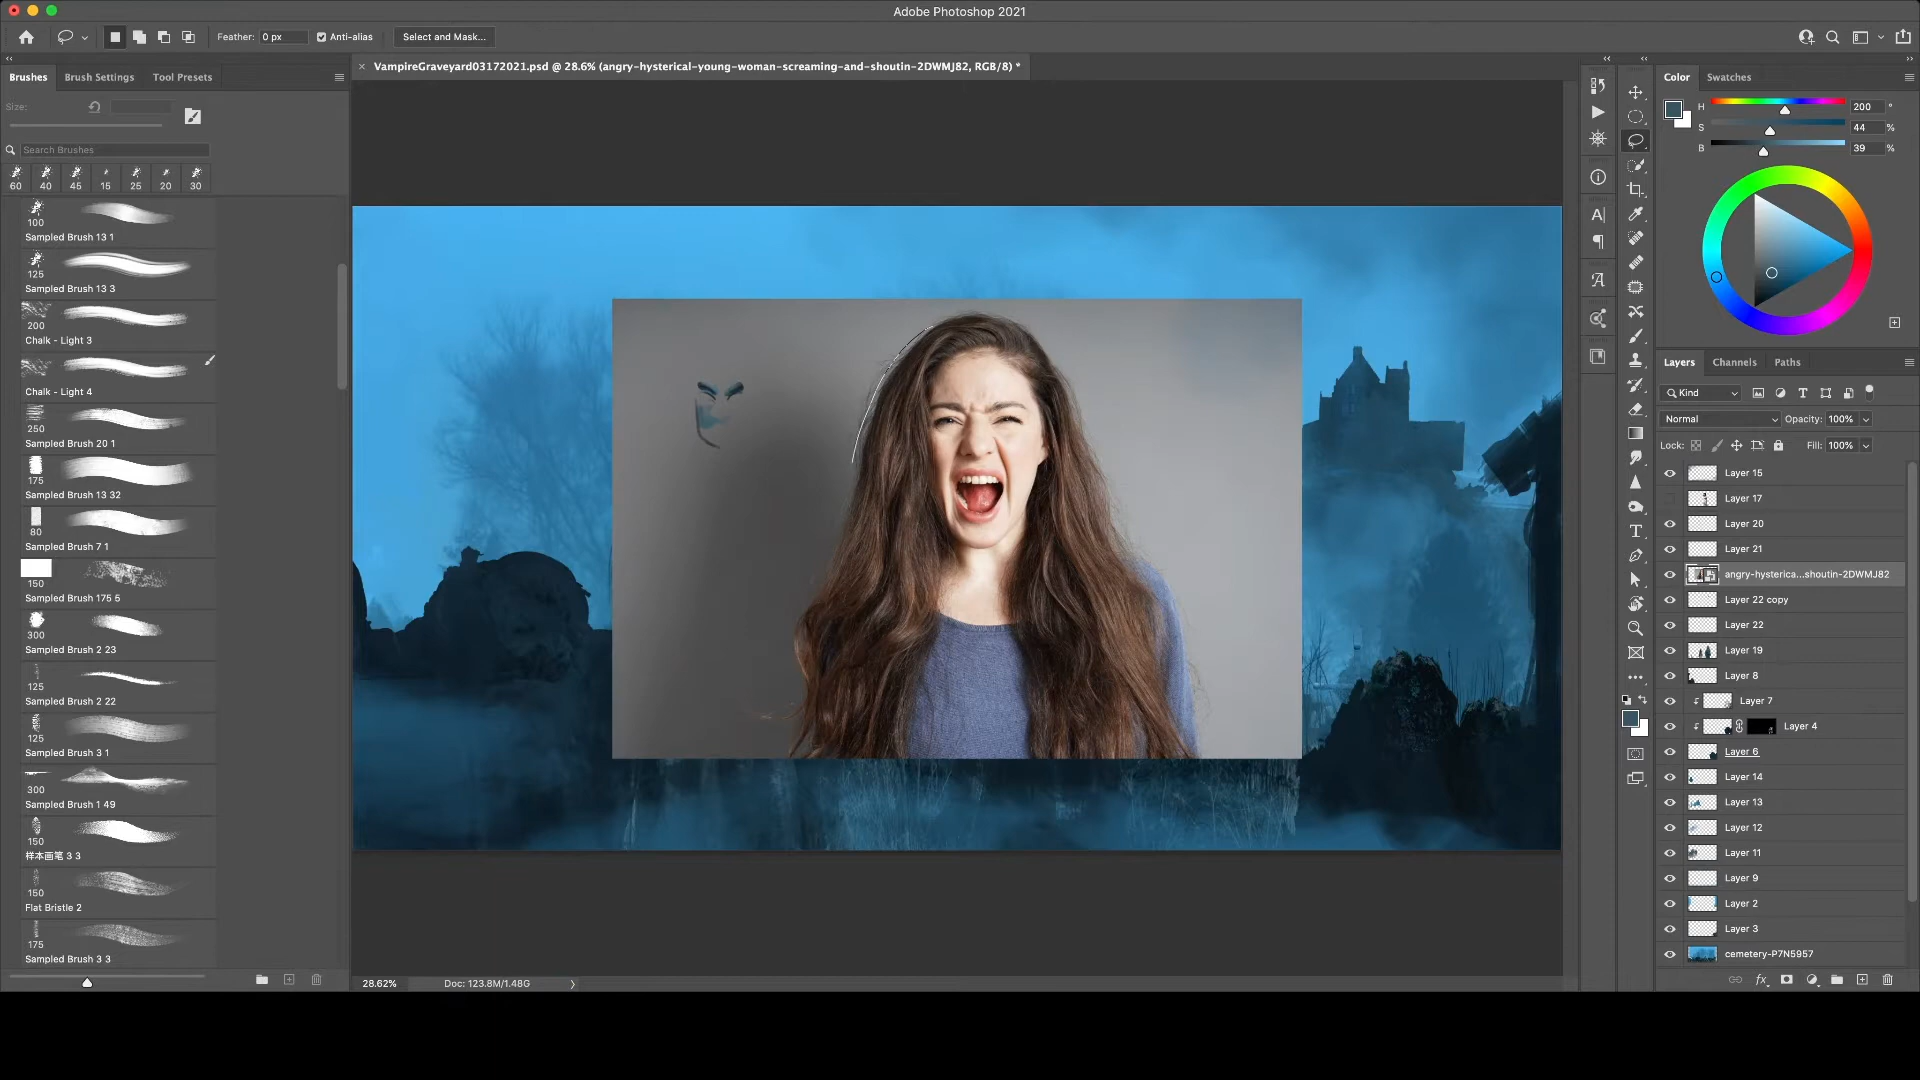 Adobe Photoshop 2021
Feather: 0 px
Anti-alias
Select and Mask...
Brushes
Brush Settings
Tool Presets
× VampireGraveyard03172021.psd @ 28.6% (angry-hysterical-young-woman-screaming-and-shoutin-2DWMJ82, RGB/8) *
Size:
Search Brushes
60 40 45 15 25 20 30
100
Sampled Brush 13 1
125
Sampled Brush 13 3
200
Chalk - Light 3
Chalk - Light 4
250
Sampled Brush 20 1
175
Sampled Brush 13 32
80
Sampled Brush 7 1
150
Sampled Brush 175 5
300
Sampled Brush 2 23
125
Sampled Brush 2 22
125
Sampled Brush 3 1
300
Sampled Brush 1 49
150
样本画笔 3 3
150
Flat Bristle 2
175
Sampled Brush 3 3
28.62%
Doc: 123.8M/1.48G
Color
Swatches
H 200 °
S 44 %
B 39 %
Layers
Channels
Paths
Kind
Normal
Opacity: 100%
Lock:
Fill: 100%
Layer 15
Layer 17
Layer 20
Layer 21
angry-hysterica...shoutin-2DWMJ82
Layer 22 copy
Layer 22
Layer 19
Layer 8
Layer 7
Layer 4
Layer 6
Layer 14
Layer 13
Layer 12
Layer 11
Layer 9
Layer 2
Layer 3
cemetery-P7N5957
fx